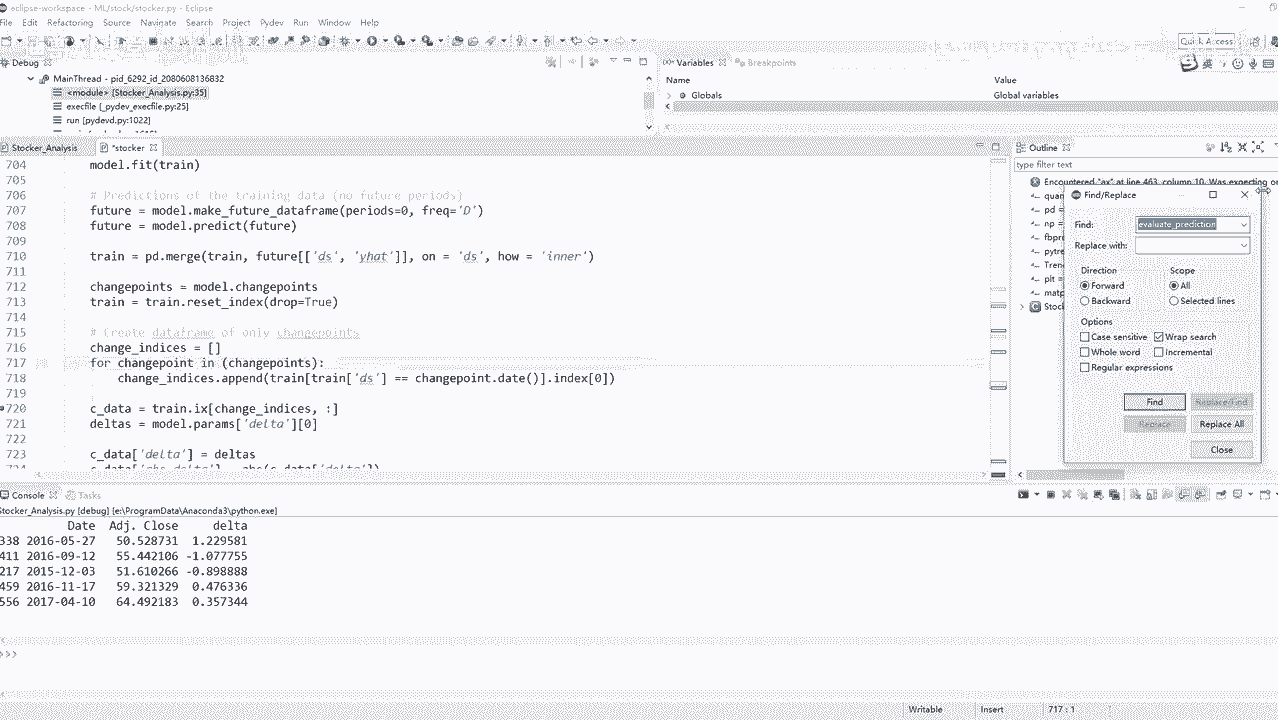 eclipse-workspace - ML/stock/stocker.py - Eclipse
File Edit Refactoring Source Navigate Search Project Pydev Run Window Help
Quick Access
Debug
MainThread - pid_6292_id_2080608136832
<module> [Stocker_Analysis.py:35]
execfile [_pydev_execfile.py:25]
run [pydevd.py:1022]
Variables Breakpoints
Name Value
Globals Global variables
Stocker_Analysis *stocker
704 model.fit(train)
705
706 # Predictions of the training data (no future periods)
707 future = model.make_future_dataframe(periods=0, freq='D')
708 future = model.predict(future)
709
710 train = pd.merge(train, future[['ds', 'yhat']], on = 'ds', how = 'inner')
711
712 changepoints = model.changepoints
713 train = train.reset_index(drop=True)
714
715 # Create dataframe of only changepoints
716 change_indices = []
717 for changepoint in (changepoints):
718 change_indices.append(train[train['ds'] == changepoint.date()].index[0])
719
720 c_data = train.ix[change_indices, :]
721 deltas = model.params['delta'][0]
722
723 c_data['delta'] = deltas
724 c_data['abs_delta'] = abs(c_data['delta'])
Outline
type filter text
Encountered "ax" at line 463, column 10. Was expecting on
quan
pd =
np =
fbpro
pytre
Tren
plt =
matp
Stock
Find/Replace
Find: evaluate_prediction
Replace with:
Direction Scope
Forward All
Backward Selected lines
Options
Case sensitive Wrap search
Whole word Incremental
Regular expressions
Find Replace/Find
Replace Replace All
Close
Console Tasks
Stocker_Analysis.py [debug] [e:\ProgramData\Anaconda3\python.exe]
Date Adj. Close delta
338 2016-05-27 50.528731 1.229581
411 2016-09-12 55.442106 -1.077755
217 2015-12-03 51.610266 -0.898888
459 2016-11-17 59.321329 0.476336
556 2017-04-10 64.492183 0.357344
>>>
Writable Insert 717 : 1